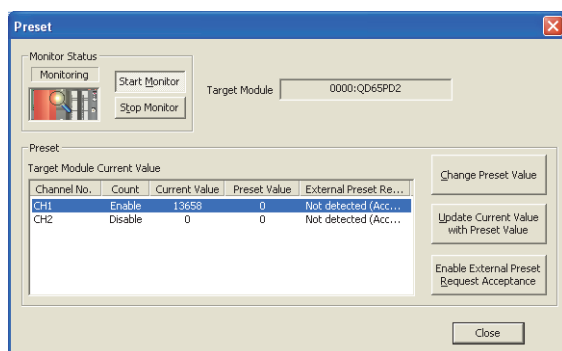 Preset
Monitor Status
Monitoring
Start Monitor
Stop Monitor
Target Module
0000:QD65PD2
Preset
Target Module Current Value
Channel No. Count Current Value Preset Value External Preset Re...
CH1 Enable 13658 0 Not detected (Acc...
CH2 Disable 0 0 Not detected (Acc...
Change Preset Value
Update Current Value
with Preset Value
Enable External Preset
Request Acceptance
Close